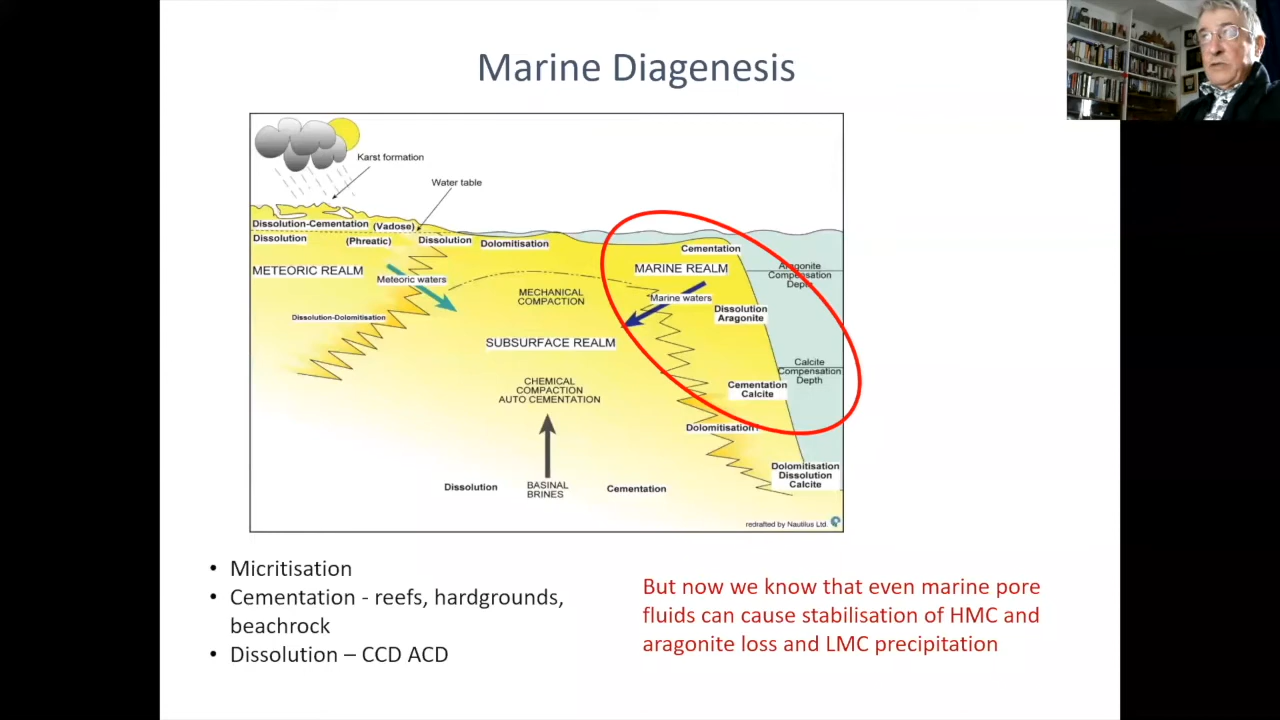 Marine Diagenesis
Karst formation
Water table
Dissolution-Cementation (Vadose)
Dissolution
(Phreatic)
Dissolution
Dolomitisation
Cementation
METEORIC REALM
Meteoric waters
MARINE REALM
Aragonite
Compensation
Depth
MECHANICAL
COMPACTION
Marine waters
Dissolution
Aragonite
Dissolution-Dolomitisation
SUBSURFACE REALM
Calcite
Compensation
Depth
CHEMICAL
COMPACTION
AUTO CEMENTATION
Cementation
Calcite
Dolomitisation
Dolomitisation
Dissolution
Calcite
Dissolution
BASINAL
BRINES
Cementation
redrafted by Nautilus Ltd.
• Micritisation
• Cementation - reefs, hardgrounds,
beachrock
• Dissolution – CCD ACD
But now we know that even marine pore
fluids can cause stabilisation of HMC and
aragonite loss and LMC precipitation